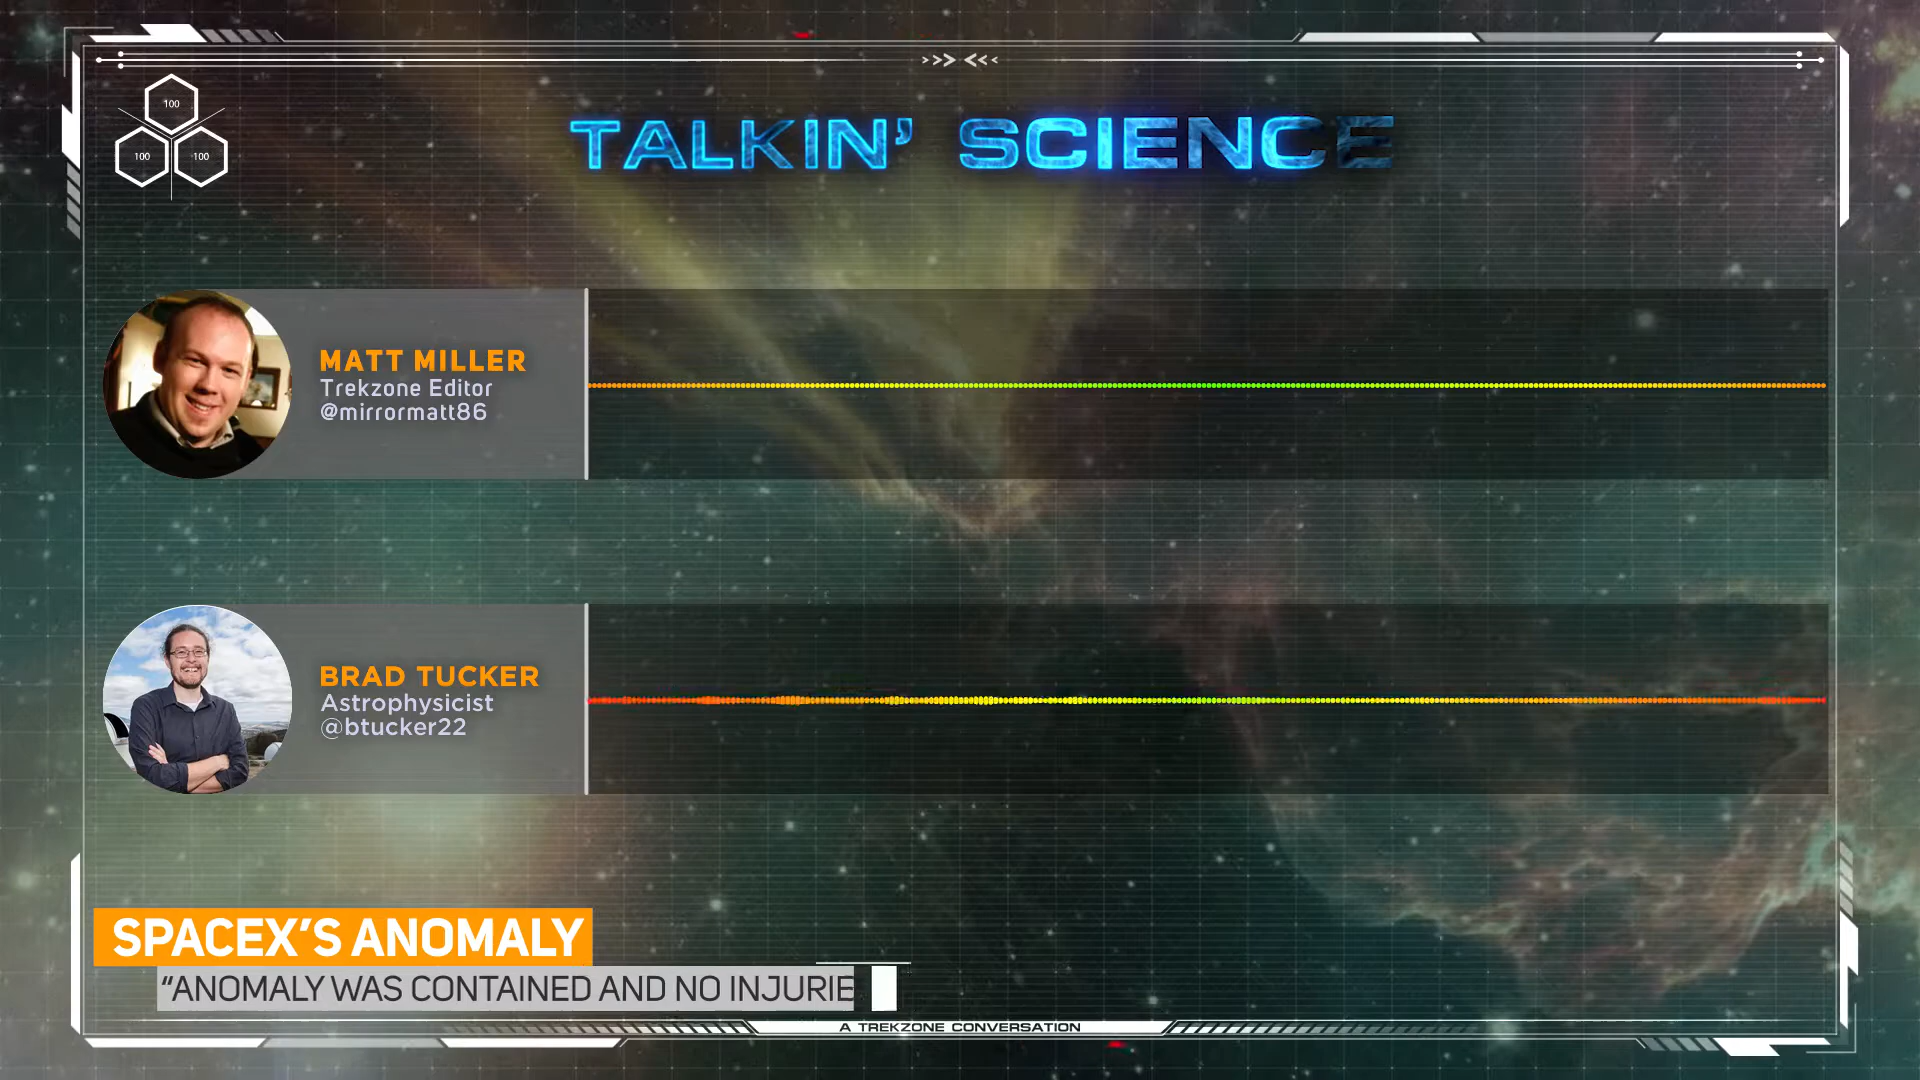 TALKIN’ SCIENCE
100
100 100
MATT MILLER
Trekzone Editor
@mirrormatt86
BRAD TUCKER
Astrophysicist
@btucker22
SPACEX’S ANOMALY
“ANOMALY WAS CONTAINED AND NO INJURIE
A TREKZONE CONVERSATION